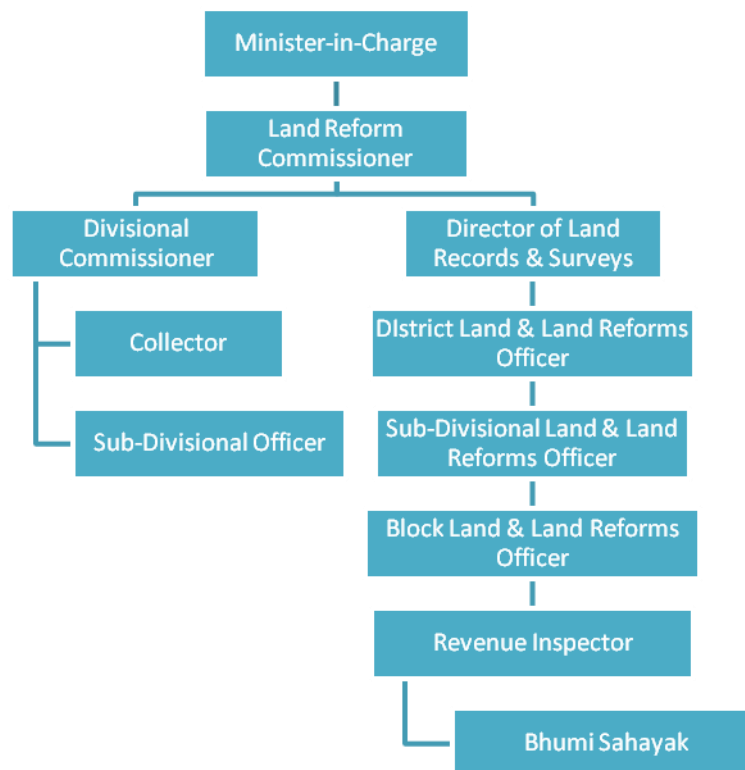 Minister-in-Charge
Land Reform
Commissioner
Divisional
Commissioner
Director of Land
Records & Surveys
Collector
DIstrict Land & Land Reforms
Officer
Sub-Divisional Officer
Sub-Divisional Land & Land
Reforms Officer
Block Land & Land Reforms
Officer
Revenue Inspector
Bhumi Sahayak